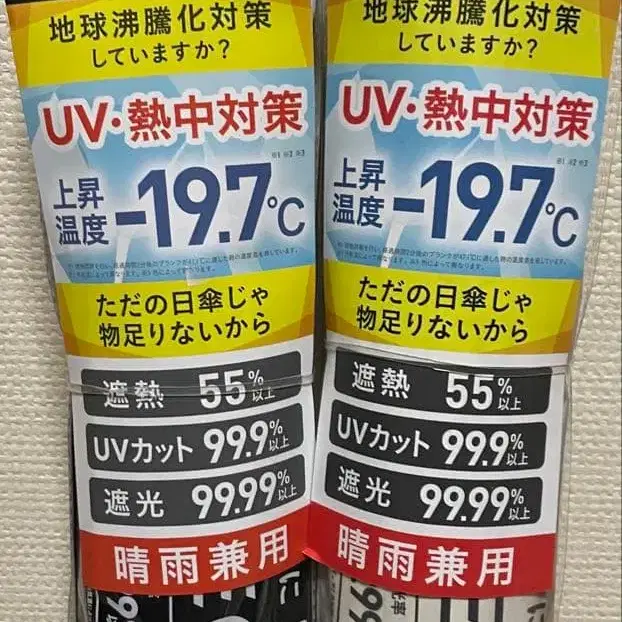 地球沸騰化対策
していますか?
UV・熱中対策
※1 ※2 ※3
上昇
温度
-19.7℃
ただの日傘じゃ
物足りないから
遮熱 55%以上
UVカット 99.9%以上
遮光 99.99%以上
晴雨兼用
地球沸騰化対策
していますか?
UV・熱中対策
※1 ※2 ※3
上昇
温度
-19.7℃
ただの日傘じゃ
物足りないから
遮熱 55%以上
UVカット 99.9%以上
遮光 99.99%以上
晴雨兼用